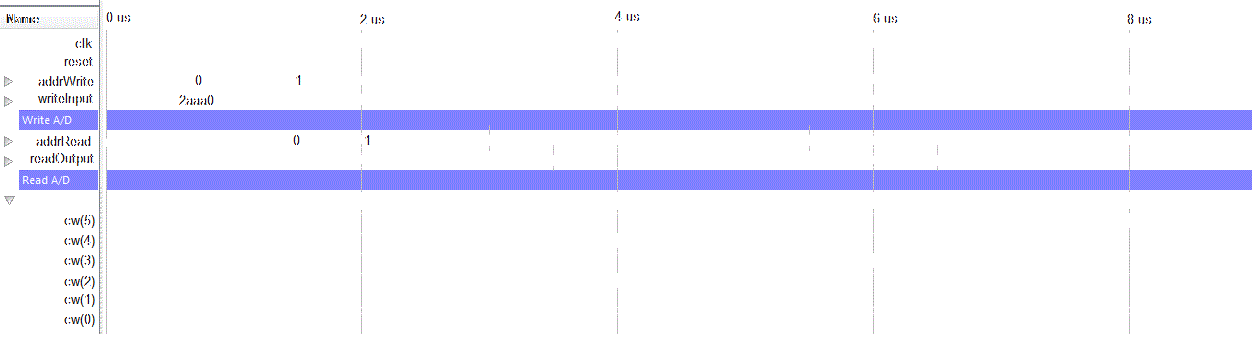 Name 0 us 2 us 4 us 6 us 8 us
clk
reset
addrWrite 0 1
writeInput 2aaa0
Write A/D
addrRead 0 1
readOutput
Read A/D
cw(5)
cw(4)
cw(3)
cw(2)
cw(1)
cw(0)